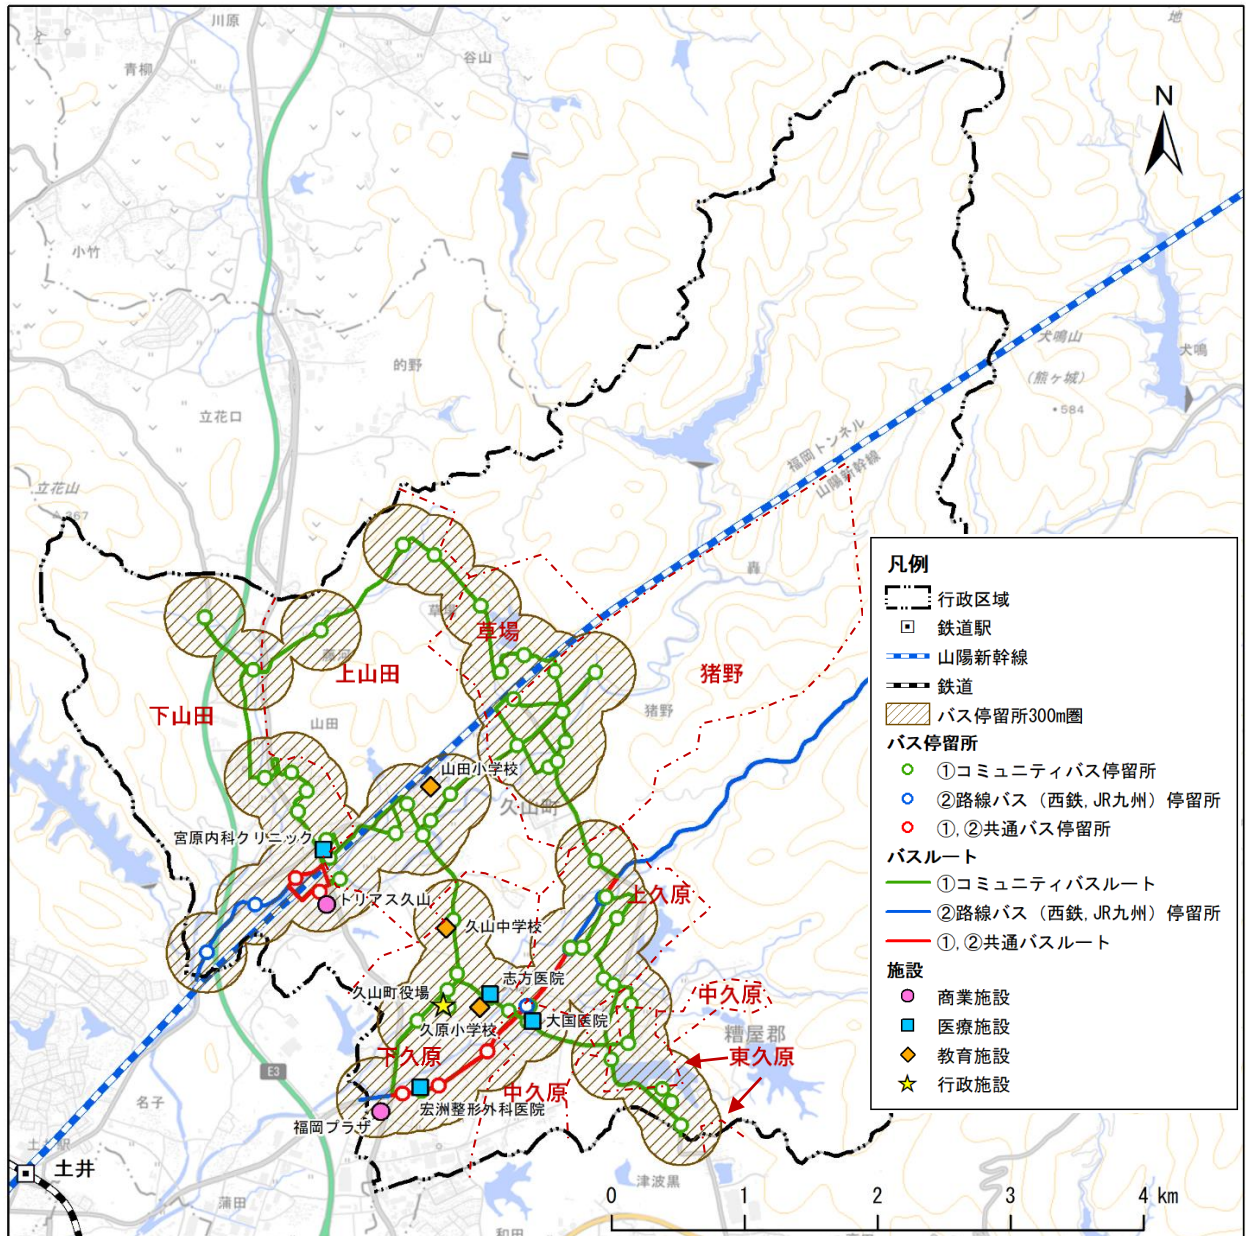 川原
地
谷山
青柳
N
小竹
犬鳴山
犬鳴
的野
(熊ヶ城)
・584
立花口
福岡トンネル
山陽新幹線
立花山
367
轟
草場
草場
上山田
猪野
猪野
下山田
山田
山田小学校
久山町
宮原内科クリニック
トリアス久山
上久原
久山中学校
志方医院
久山町役場
中久原
久原小学校
大国医院
糟屋郡
下久原
東久原
E3
中久原
名子
宏洲整形外科医院
福岡プラザ
土井
津波黒
蒲田
和田
0 1 2 3 4 km
凡例
行政区域
鉄道駅
山陽新幹線
鉄道
バス停留所300m圏
バス停留所
①コミュニティバス停留所
②路線バス（西鉄,JR九州）停留所
①,②共通バス停留所
バスルート
①コミュニティバスルート
②路線バス（西鉄,JR九州）停留所
①,②共通バスルート
施設
商業施設
医療施設
教育施設
行政施設